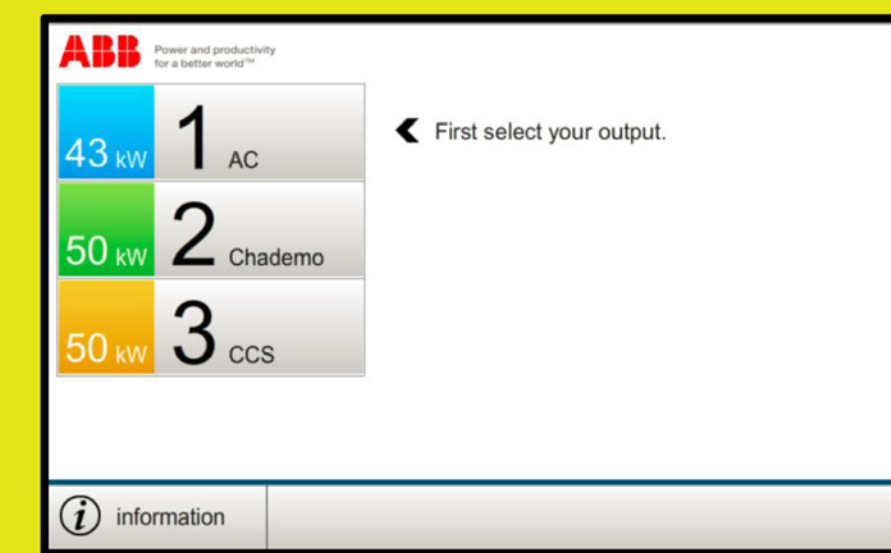 ABB
Power and productivity
for a better world™
43 kW 1 AC
First select your output.
50 kW 2 Chademo
50 kW 3 CCS
i information